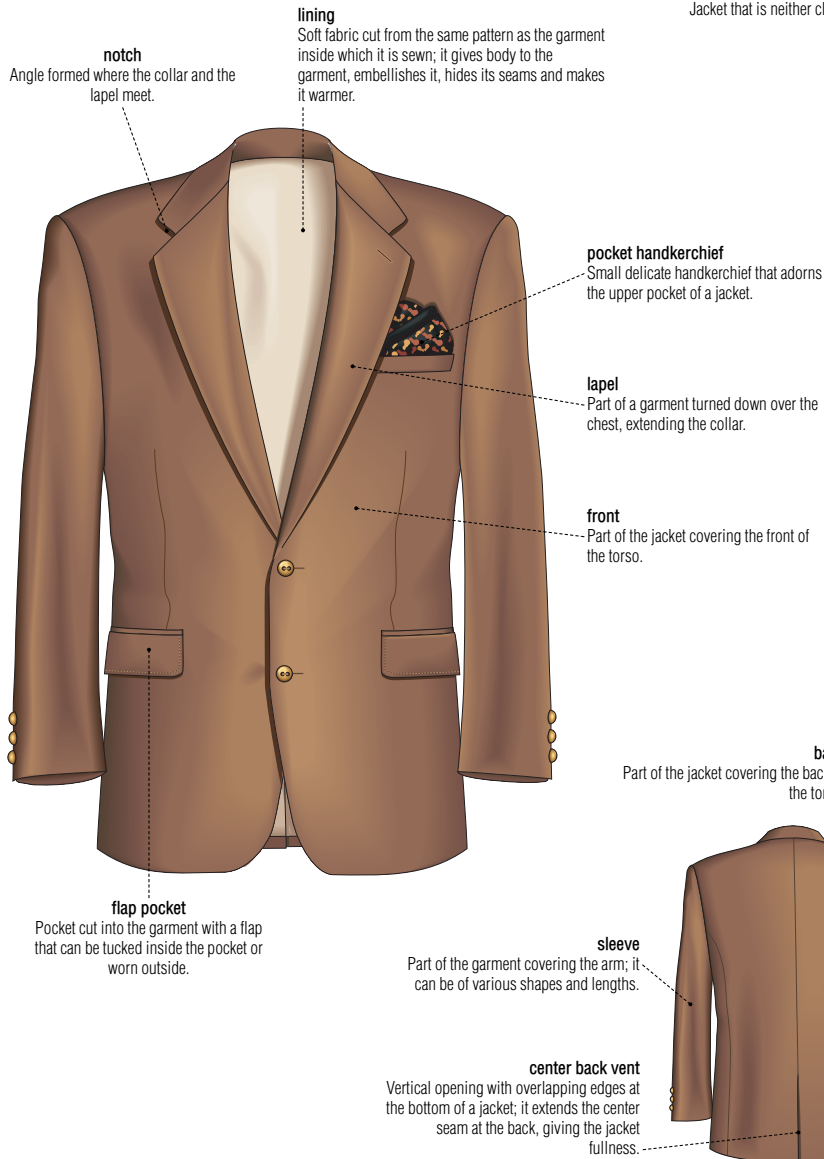 Jacket that is neither
lining
Soft fabric cut from the same pattern as the garment
inside which it is sewn; it gives body to the
garment, embellishes it, hides its seams and makes
it warmer.
notch
Angle formed where the collar and the
lapel meet.
pocket handkerchief
Small delicate handkerchief that adorns
the upper pocket of a jacket.
lapel
Part of a garment turned down over the
chest, extending the collar.
front
Part of the jacket covering the front of
the torso.
Part of the jacket covering the
the
flap pocket
Pocket cut into the garment with a flap
that can be tucked inside the pocket or
worn outside.
sleeve
Part of the garment covering the arm; it
can be of various shapes and lengths.
center back vent
Vertical opening with overlapping edges at
the bottom of a jacket; it extends the center
seam at the back, giving the jacket
fullness.